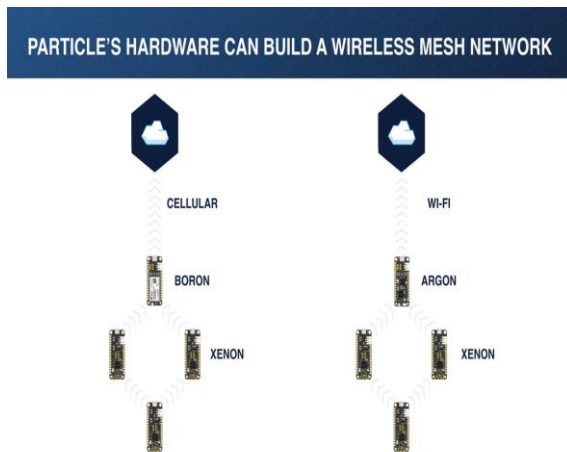 PARTICLE'S HARDWARE CAN BUILD A WIRELESS MESH NETWORK
CELLULAR
WI-FI
BORON
ARGON
XENON
XENON